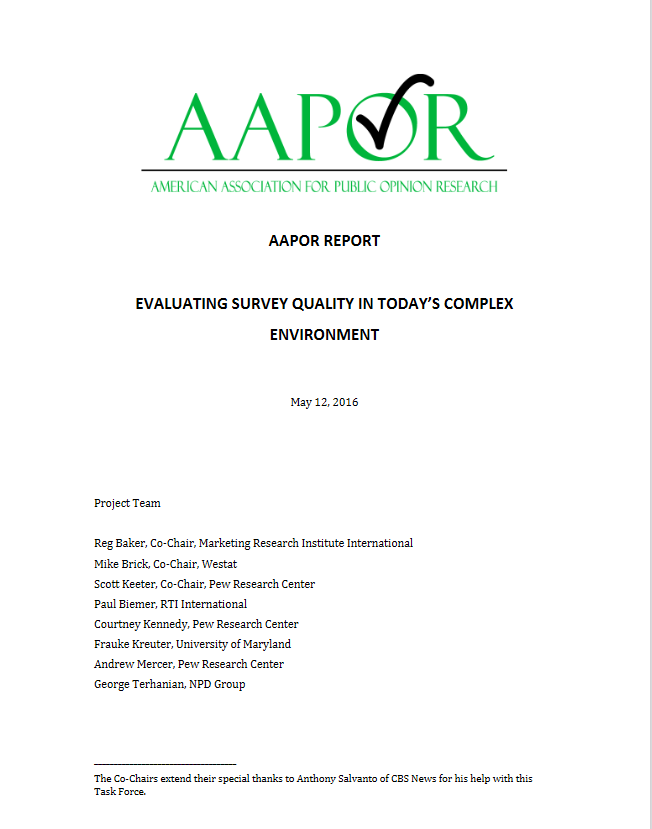 AAPOR
AMERICAN ASSOCIATION FOR PUBLIC OPINION RESEARCH
AAPOR REPORT
EVALUATING SURVEY QUALITY IN TODAY’S COMPLEX
ENVIRONMENT
May 12, 2016
Project Team
Reg Baker, Co-Chair, Marketing Research Institute International
Mike Brick, Co-Chair, Westat
Scott Keeter, Co-Chair, Pew Research Center
Paul Biemer, RTI International
Courtney Kennedy, Pew Research Center
Frauke Kreuter, University of Maryland
Andrew Mercer, Pew Research Center
George Terhanian, NPD Group
The Co-Chairs extend their special thanks to Anthony Salvanto of CBS News for his help with this
Task Force.